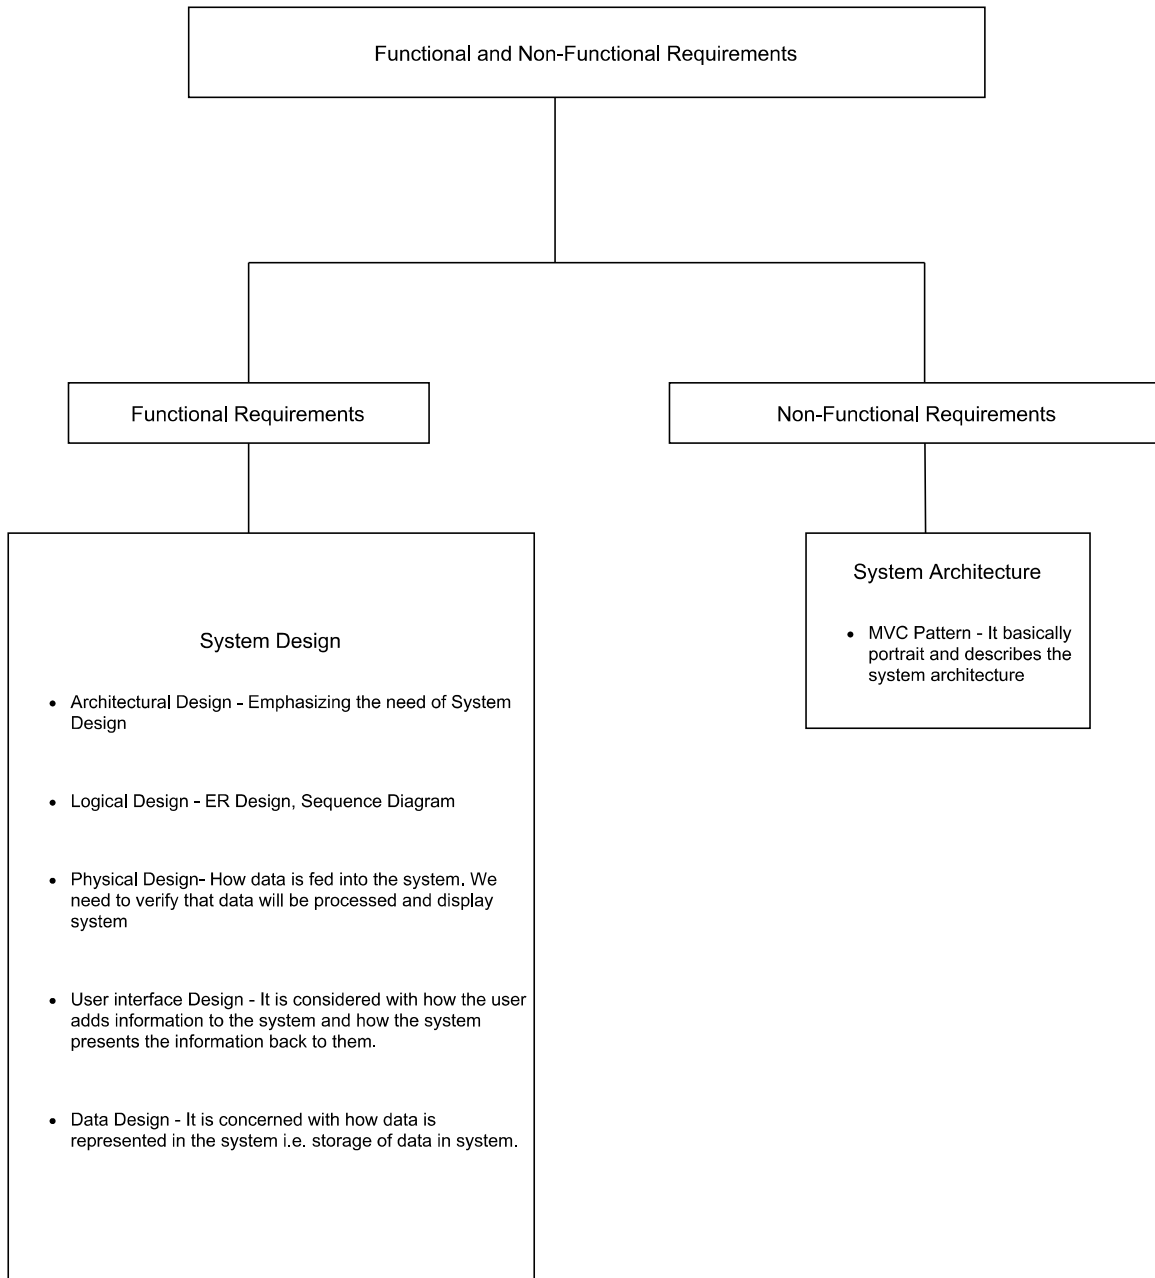 Functional and Non-Functional Requirements
Functional Requirements
Non-Functional Requirements
System Design
• Architectural Design - Emphasizing the need of System
Design
• Logical Design - ER Design, Sequence Diagram
• Physical Design- How data is fed into the system. We
need to verify that data will be processed and display
system
• User interface Design - It is considered with how the user
adds information to the system and how the system
presents the information back to them.
• Data Design - It is concerned with how data is
represented in the system i.e. storage of data in system.
System Architecture
• MVC Pattern - It basically
portrait and describes the
system architecture